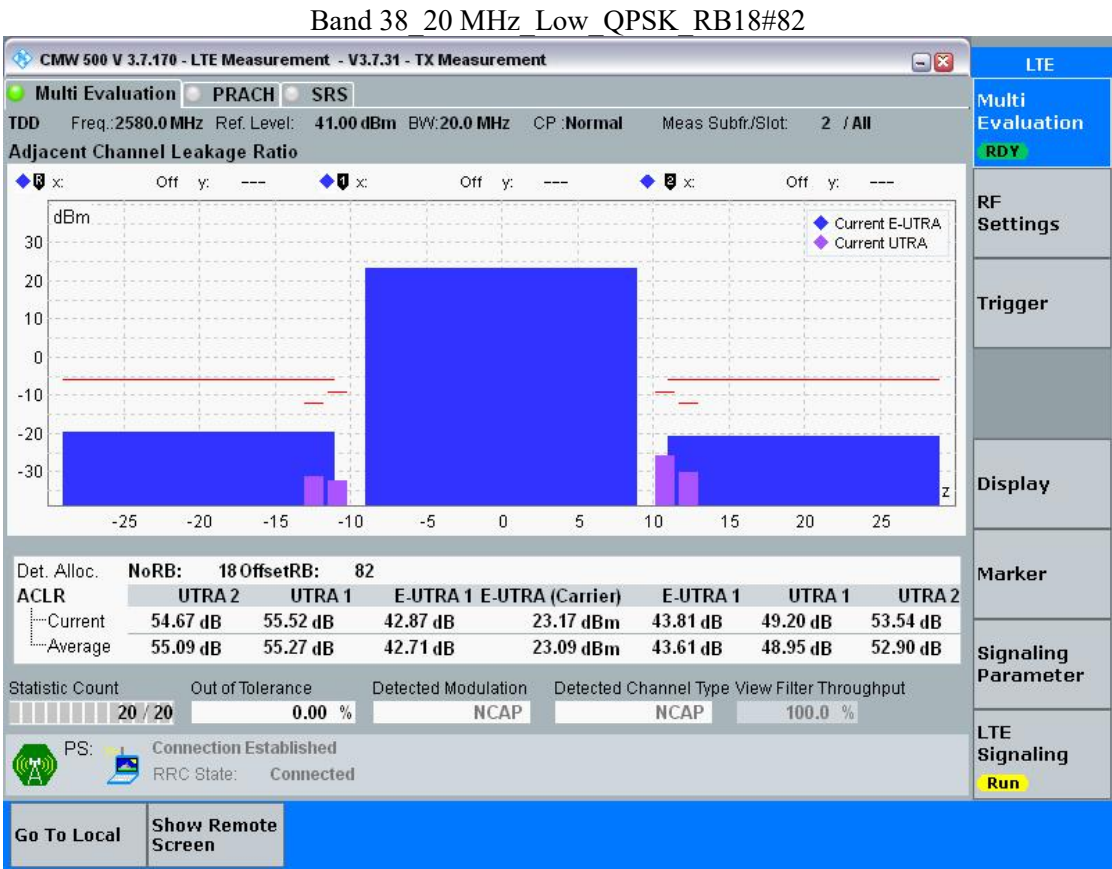 Band 38_20 MHz_Low_QPSK_RB18#82
CMW 500 V 3.7.170 - LTE Measurement - V3.7.31 - TX Measurement
LTE
Multi Evaluation PRACH SRS
Multi
Evaluation
RDY
TDD Freq.:2580.0 MHz Ref. Level: 41.00 dBm BW:20.0 MHz CP :Normal Meas Subfr./Slot: 2 / All
Adjacent Channel Leakage Ratio
R x: Off y: --- 1 x: Off y: --- 2 x: Off y: ---
dBm
Current E-UTRA
Current UTRA
30
20
10
0
-10
-20
-30
z
-25 -20 -15 -10 -5 0 5 10 15 20 25
RF
Settings
Trigger
Display
Marker
Signaling
Parameter
LTE
Signaling
Run
Det. Alloc. NoRB: 18 OffsetRB: 82
ACLR UTRA 2 UTRA 1 E-UTRA 1 E-UTRA (Carrier) E-UTRA 1 UTRA 1 UTRA 2
Current 54.67 dB 55.52 dB 42.87 dB 23.17 dBm 43.81 dB 49.20 dB 53.54 dB
Average 55.09 dB 55.27 dB 42.71 dB 23.09 dBm 43.61 dB 48.95 dB 52.90 dB
Statistic Count Out of Tolerance Detected Modulation Detected Channel Type View Filter Throughput
20 / 20 0.00 % NCAP NCAP 100.0 %
PS: Connection Established
RRC State: Connected
Go To Local
Show Remote
Screen